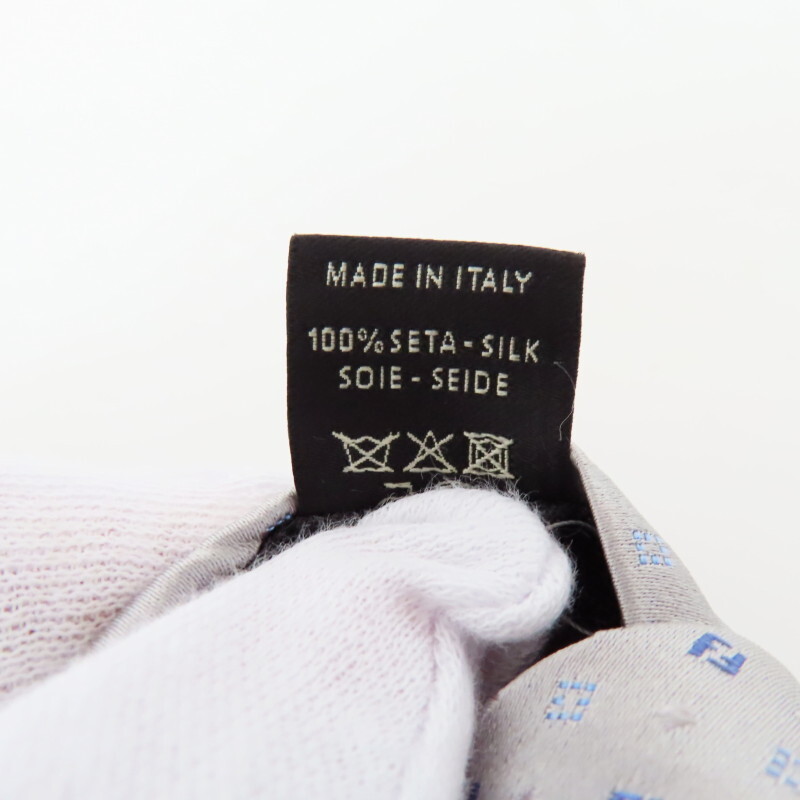 MADE IN ITALY
100% SETA - SILK
SOIE - SEIDE